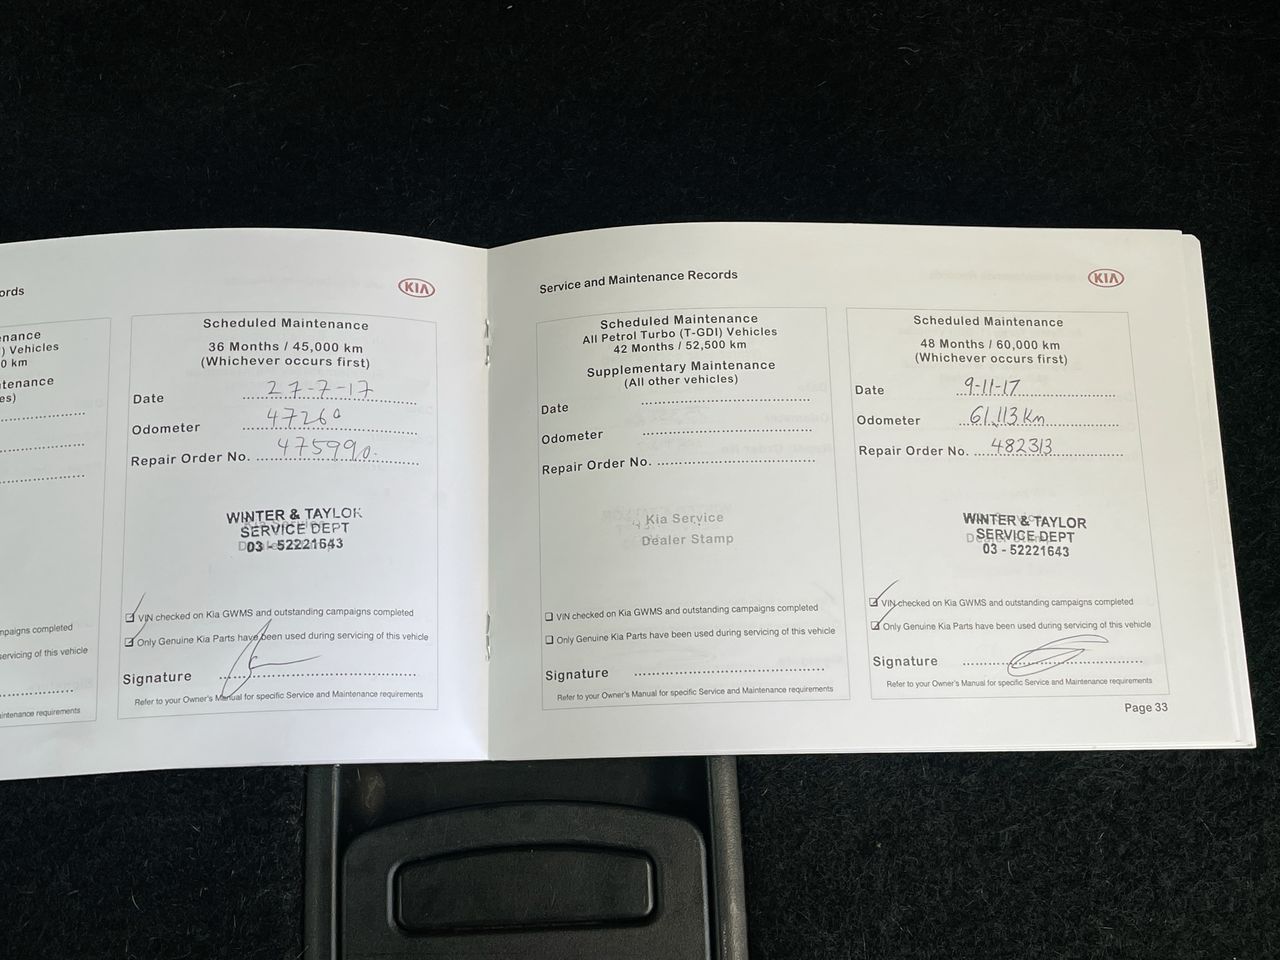 ords
KIA
nance
) Vehicles
0 km
tenance
es)
mpaigns completed
ervicing of this vehicle
intenance requirements
Scheduled Maintenance
36 Months / 45,000 km
(Whichever occurs first)
Date 27-7-17
Odometer 47260
Repair Order No. 475990
WINTER & TAYLOR
SERVICE DEPT
03 - 52221643
VIN checked on Kia GWMS and outstanding campaigns completed
Only Genuine Kia Parts have been used during servicing of this vehicle
Signature
Refer to your Owner's Manual for specific Service and Maintenance requirements
Service and Maintenance Records
KIA
Scheduled Maintenance
All Petrol Turbo (T-GDI) Vehicles
42 Months / 52,500 km
Supplementary Maintenance
(All other vehicles)
Date
Odometer
Repair Order No.
Kia Service
Dealer Stamp
VIN checked on Kia GWMS and outstanding campaigns completed
Only Genuine Kia Parts have been used during servicing of this vehicle
Signature
Refer to your Owner's Manual for specific Service and Maintenance requirements
Scheduled Maintenance
48 Months / 60,000 km
(Whichever occurs first)
Date 9-11-17
Odometer 61,113 Km
Repair Order No. 482313
WINTER & TAYLOR
SERVICE DEPT
03 - 52221643
VIN checked on Kia GWMS and outstanding campaigns completed
Only Genuine Kia Parts have been used during servicing of this vehicle
Signature
Refer to your Owner's Manual for specific Service and Maintenance requirements
Page 33